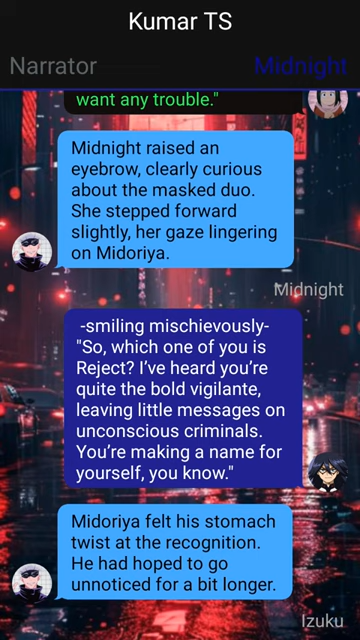 Kumar TS
Narrator
Midnight
want any trouble."
Midnight raised an
eyebrow, clearly curious
about the masked duo.
She stepped forward
slightly, her gaze lingering
on Midoriya.
Midnight
-smiling mischievously-
"So, which one of you is
Reject? I've heard you're
quite the bold vigilante,
leaving little messages on
unconscious criminals.
You're making a name for
yourself, you know."
Midoriya felt his stomach
twist at the recognition.
He had hoped to go
unnoticed for a bit longer.
Izuku